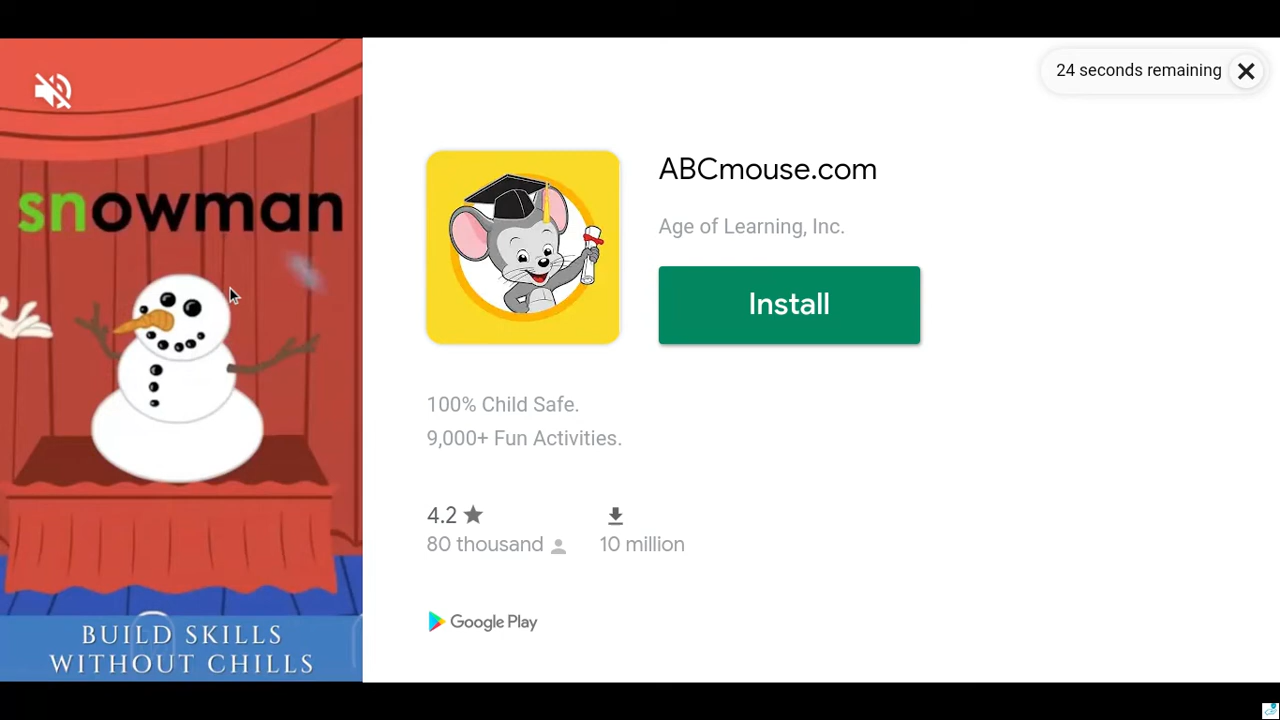 24 seconds remaining
snowman
ABCmouse.com
Age of Learning, Inc.
Install
100% Child Safe.
9,000+ Fun Activities.
4.2
80 thousand
10 million
Google Play
BUILD SKILLS
WITHOUT CHILLS